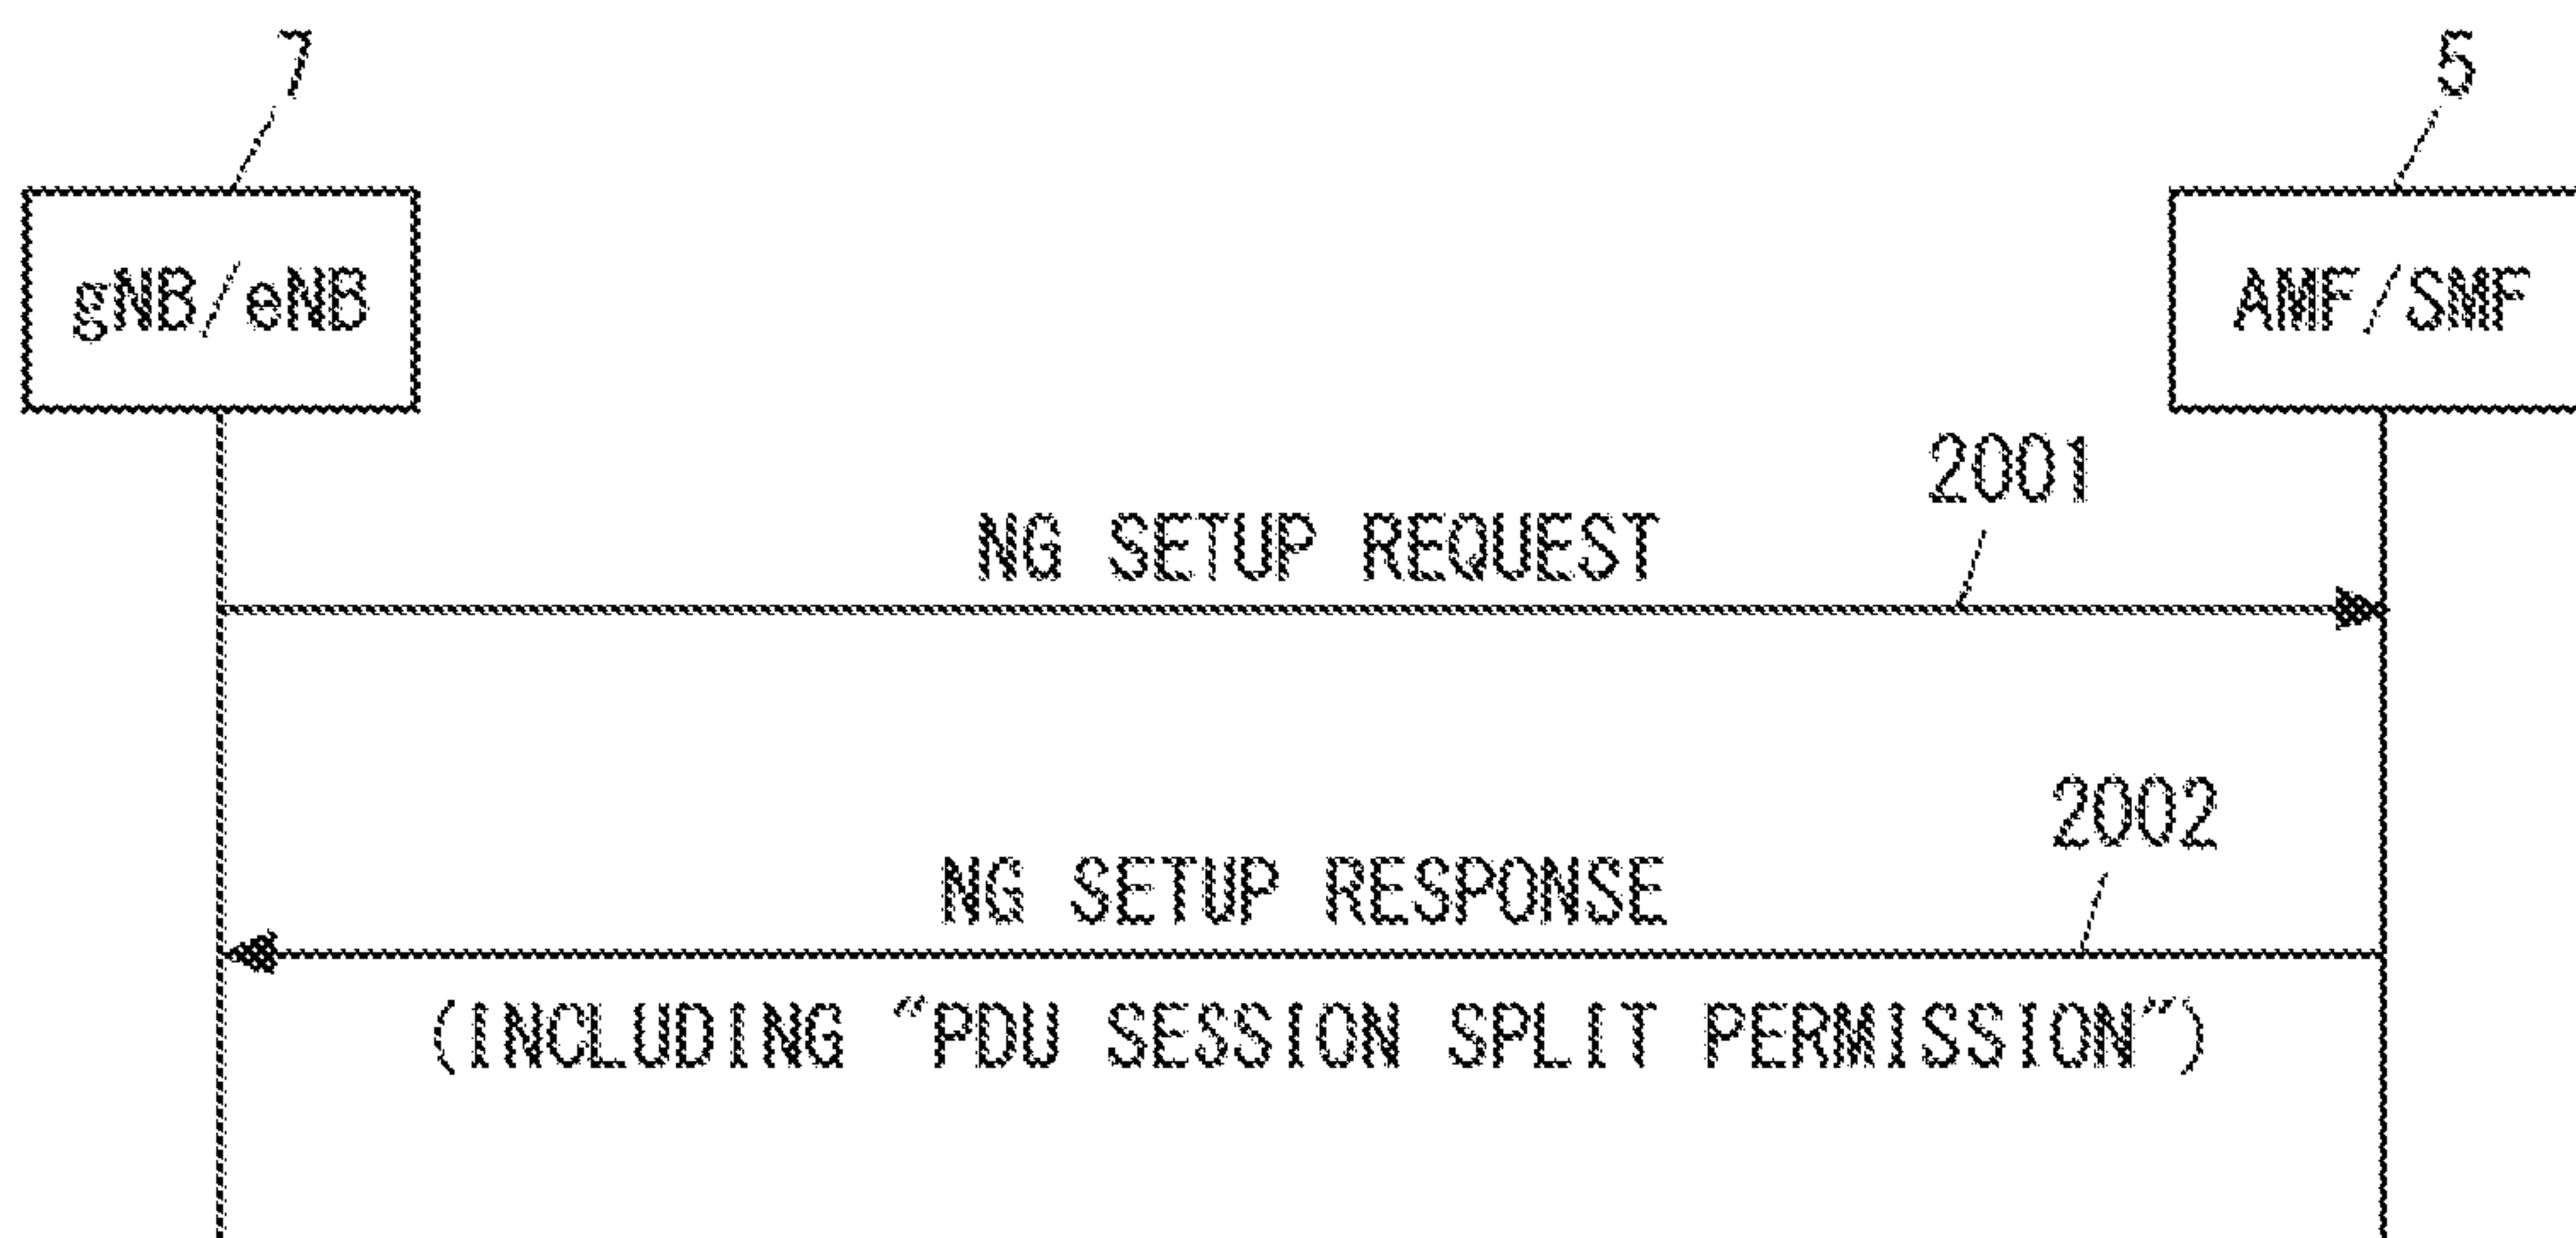 7
5
gNB/eNB
AMF/SMF
2001
NG SETUP REQUEST
2002
NG SETUP RESPONSE
(INCLUDING “PDU SESSION SPLIT PERMISSION”)